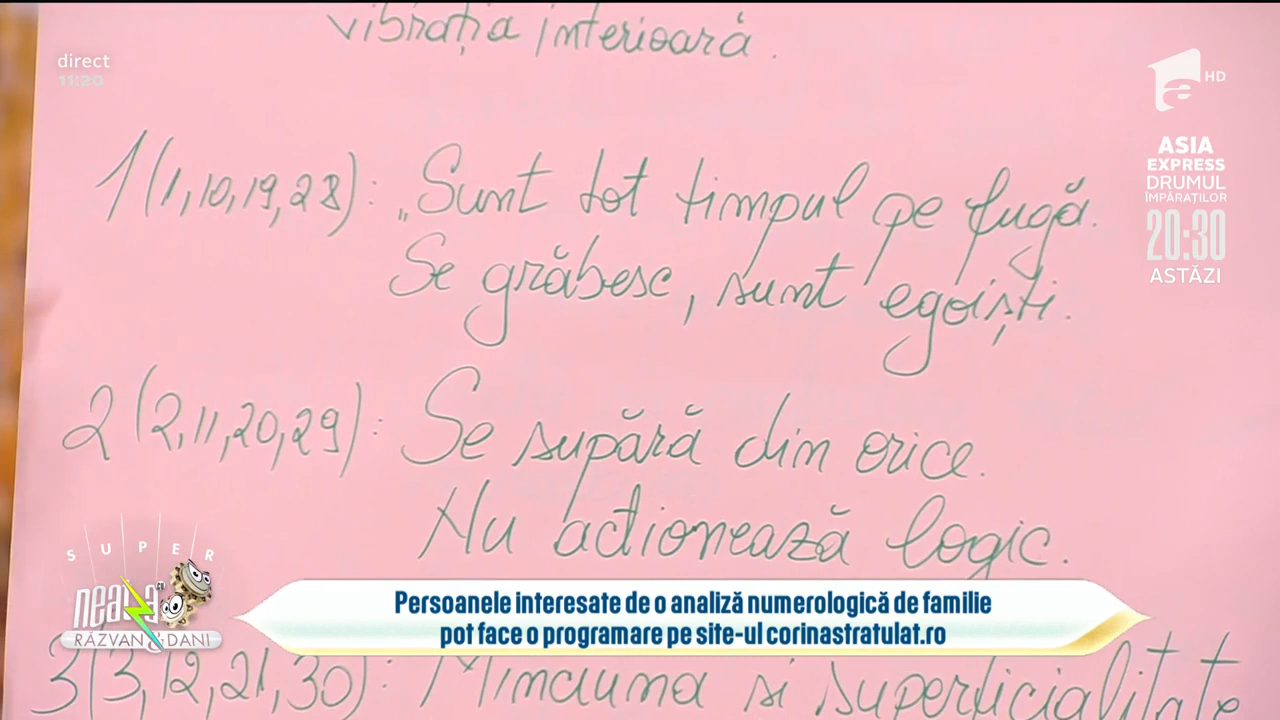 vibrația interioară.
direct
11:20
HD
ASIA
EXPRESS
DRUMUL
ÎMPĂRAȚILOR
20:30
ASTĂZI
1 (1,10,19,28): „Sunt tot timpul pe fugă.
Se grăbesc, sunt egoiști.
2 (2,11,20,29): Se supără din orice.
Nu acționează logic.
SUPER
neatza
RĂZVAN & DANI
Persoanele interesate de o analiză numerologică de familie
pot face o programare pe site-ul corinastratulat.ro
3 (3,12,21,30): Minciuna si superficialitate